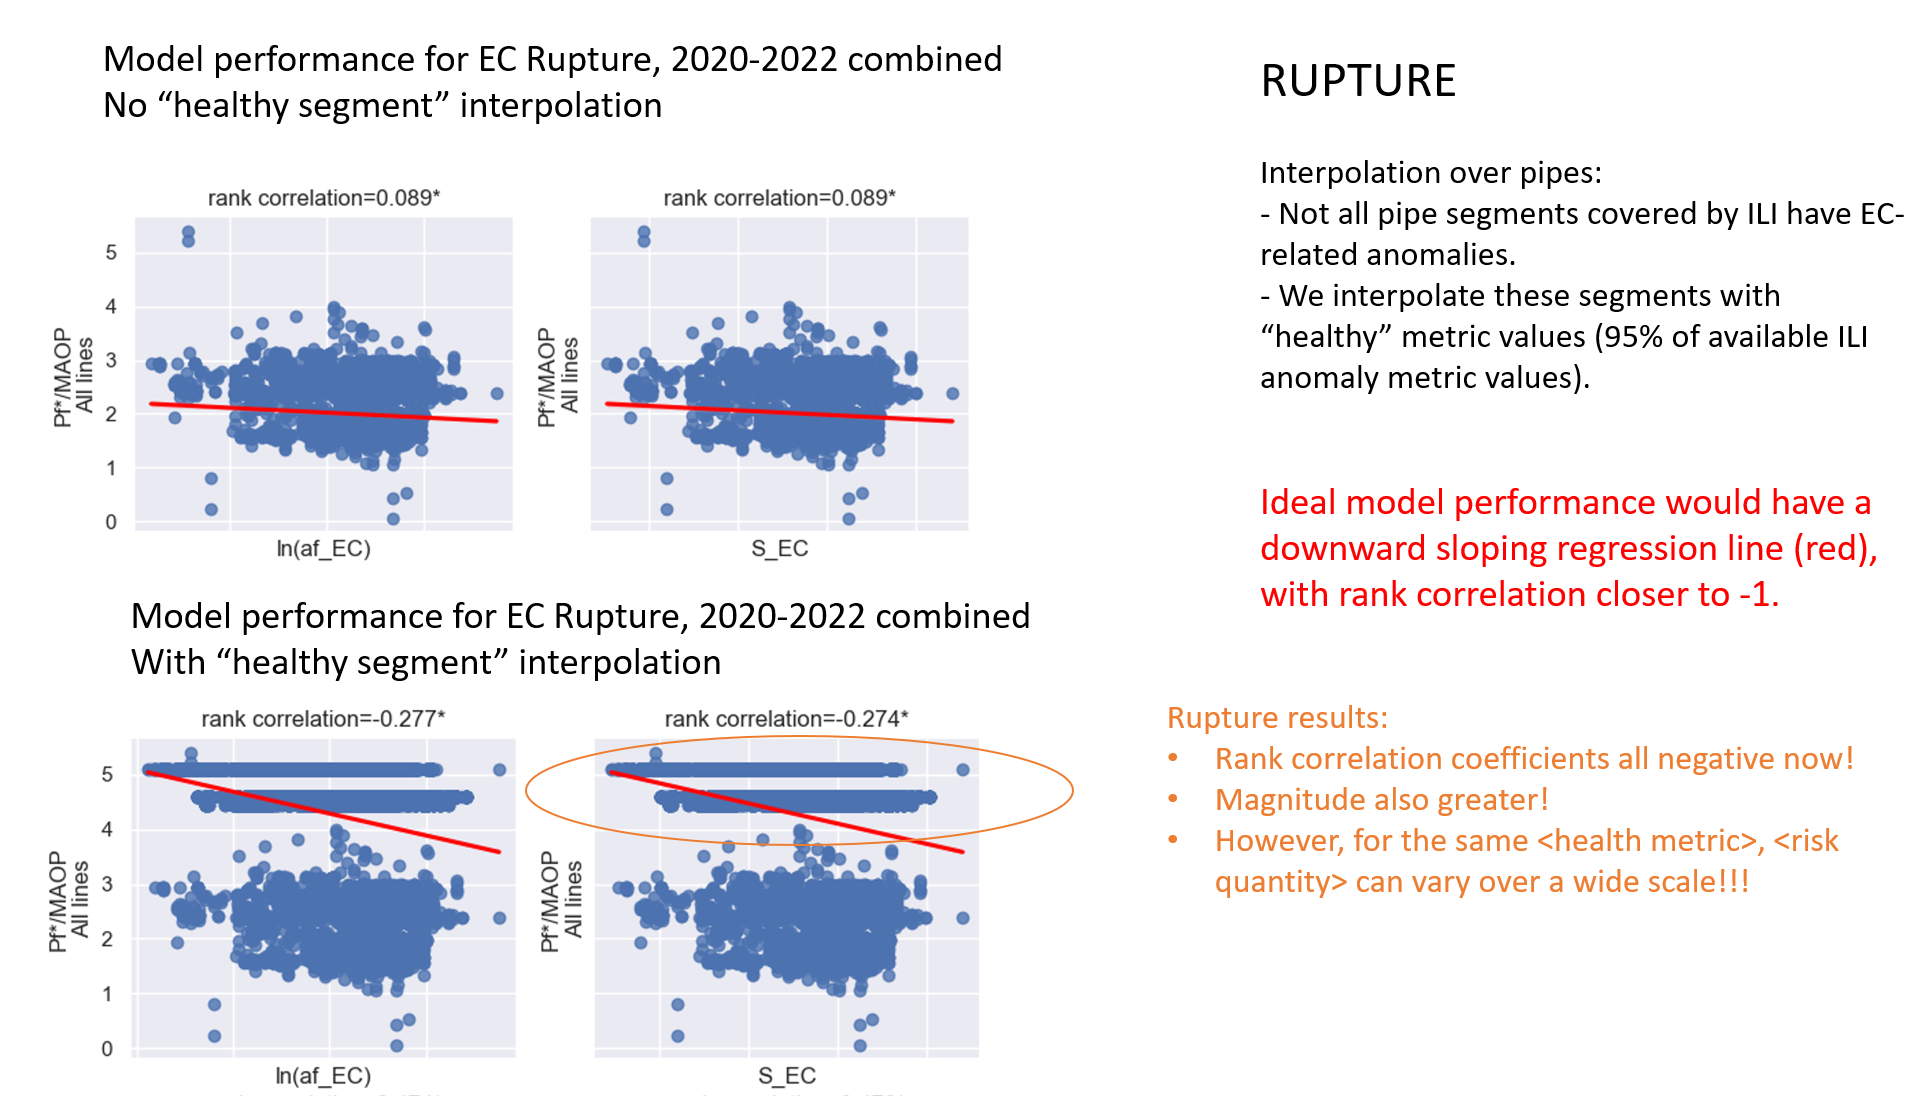 Model performance for EC Rupture, 2020-2022 combined
No “healthy segment” interpolation
rank correlation=0.089*
rank correlation=0.089*
5
4
3
2
1
0
Pf*/MAOP
All lines
Pf*/MAOP
All lines
ln(af_EC)
S_EC
Model performance for EC Rupture, 2020-2022 combined
With “healthy segment” interpolation
rank correlation=-0.277*
rank correlation=-0.274*
5
4
3
2
1
0
Pf*/MAOP
All lines
Pf*/MAOP
All lines
ln(af_EC)
S_EC
RUPTURE
Interpolation over pipes:
- Not all pipe segments covered by ILI have EC-
related anomalies.
- We interpolate these segments with
“healthy” metric values (95% of available ILI
anomaly metric values).
Ideal model performance would have a
downward sloping regression line (red),
with rank correlation closer to -1.
Rupture results:
• Rank correlation coefficients all negative now!
• Magnitude also greater!
• However, for the same <health metric>, <risk
quantity> can vary over a wide scale!!!